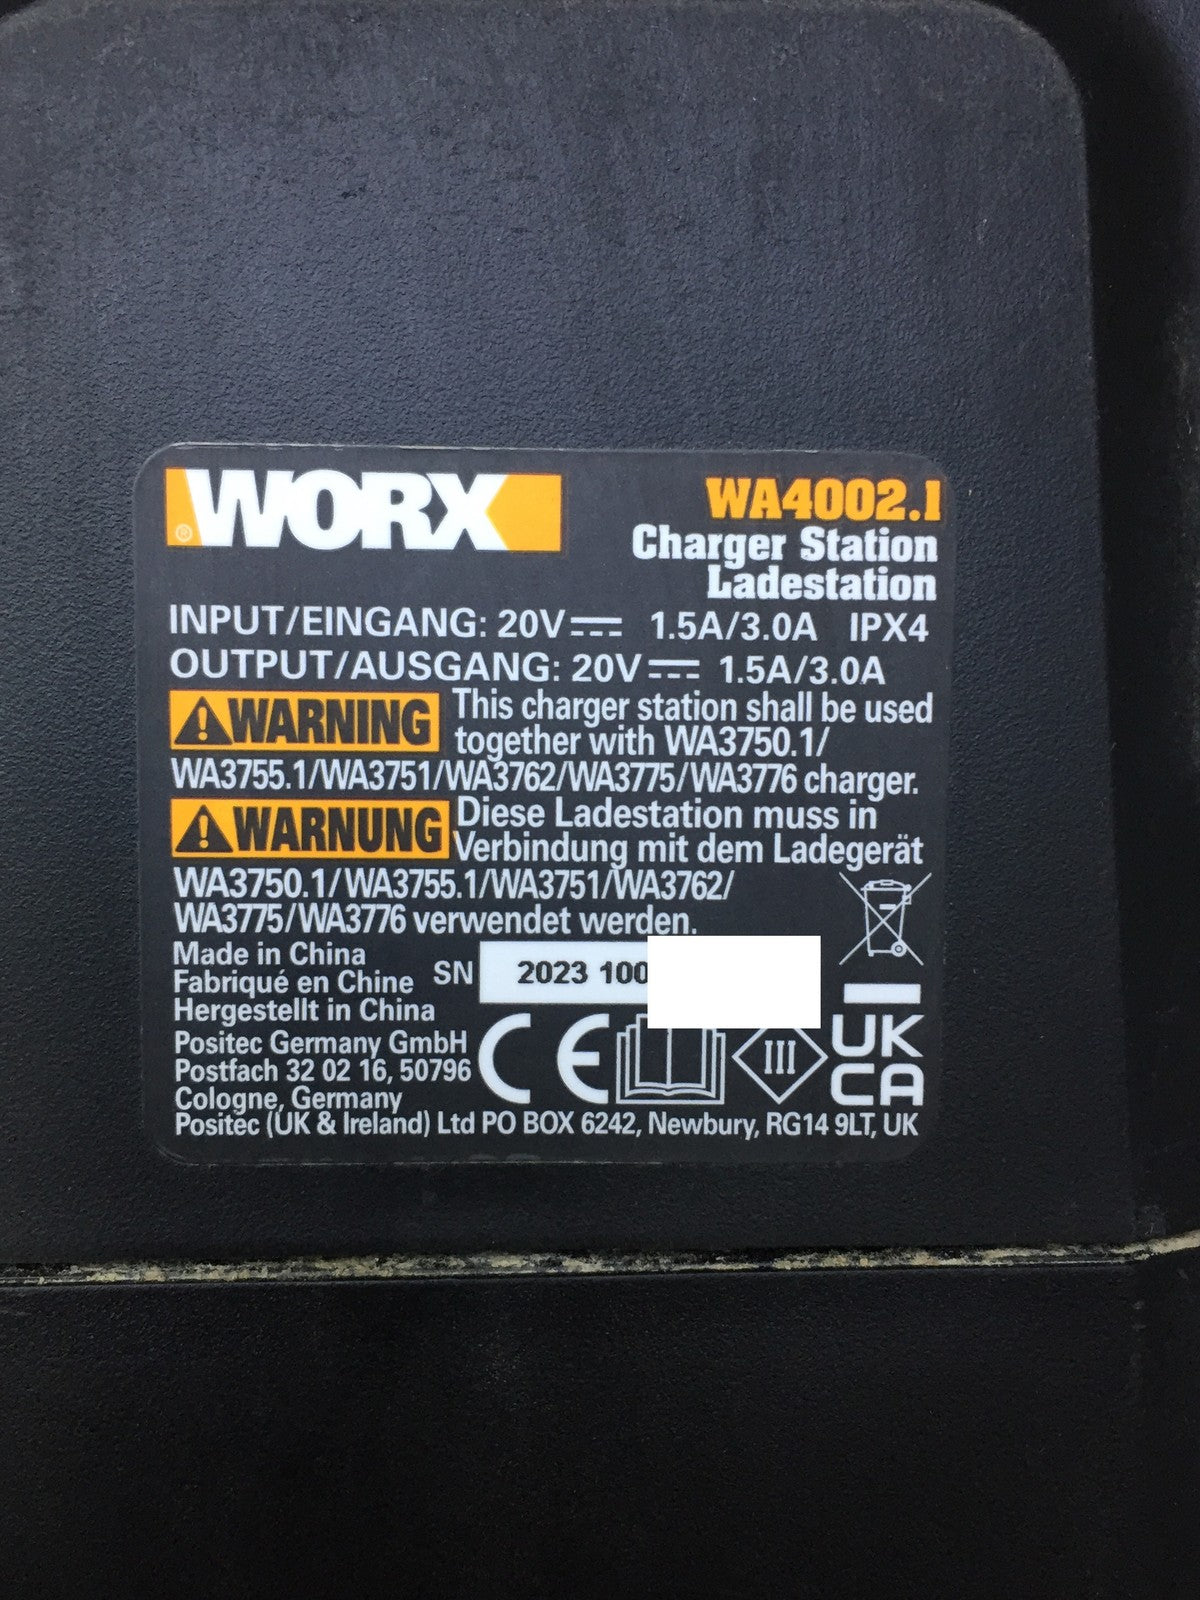 WORX
®
WA4002.1
Charger Station
Ladestation
INPUT/EINGANG: 20V⎓ 1.5A/3.0A IPX4
OUTPUT/AUSGANG: 20V⎓ 1.5A/3.0A
WARNING This charger station shall be used
together with WA3750.1/
WA3755.1/WA3751/WA3762/WA3775/WA3776 charger.
WARNUNG Diese Ladestation muss in
Verbindung mit dem Ladegerät
WA3750.1/WA3755.1/WA3751/WA3762/
WA3775/WA3776 verwendet werden.
Made in China
Fabriqué en Chine
Hergestellt in China
SN 2023 100
Positec Germany GmbH
Postfach 32 02 16, 50796
Cologne, Germany
CE
III
UK
CA
Positec (UK & Ireland) Ltd PO BOX 6242, Newbury, RG14 9LT, UK